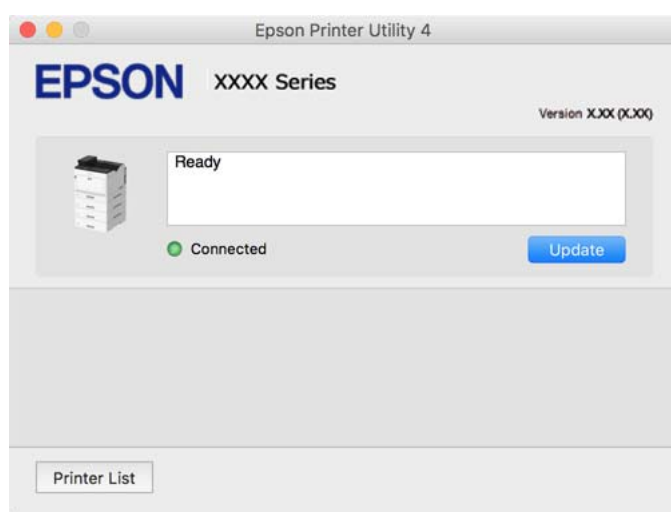 Epson Printer Utility 4
EPSON XXXX Series
Version X.XX (X.XX)
Ready
Connected
Update
Printer List